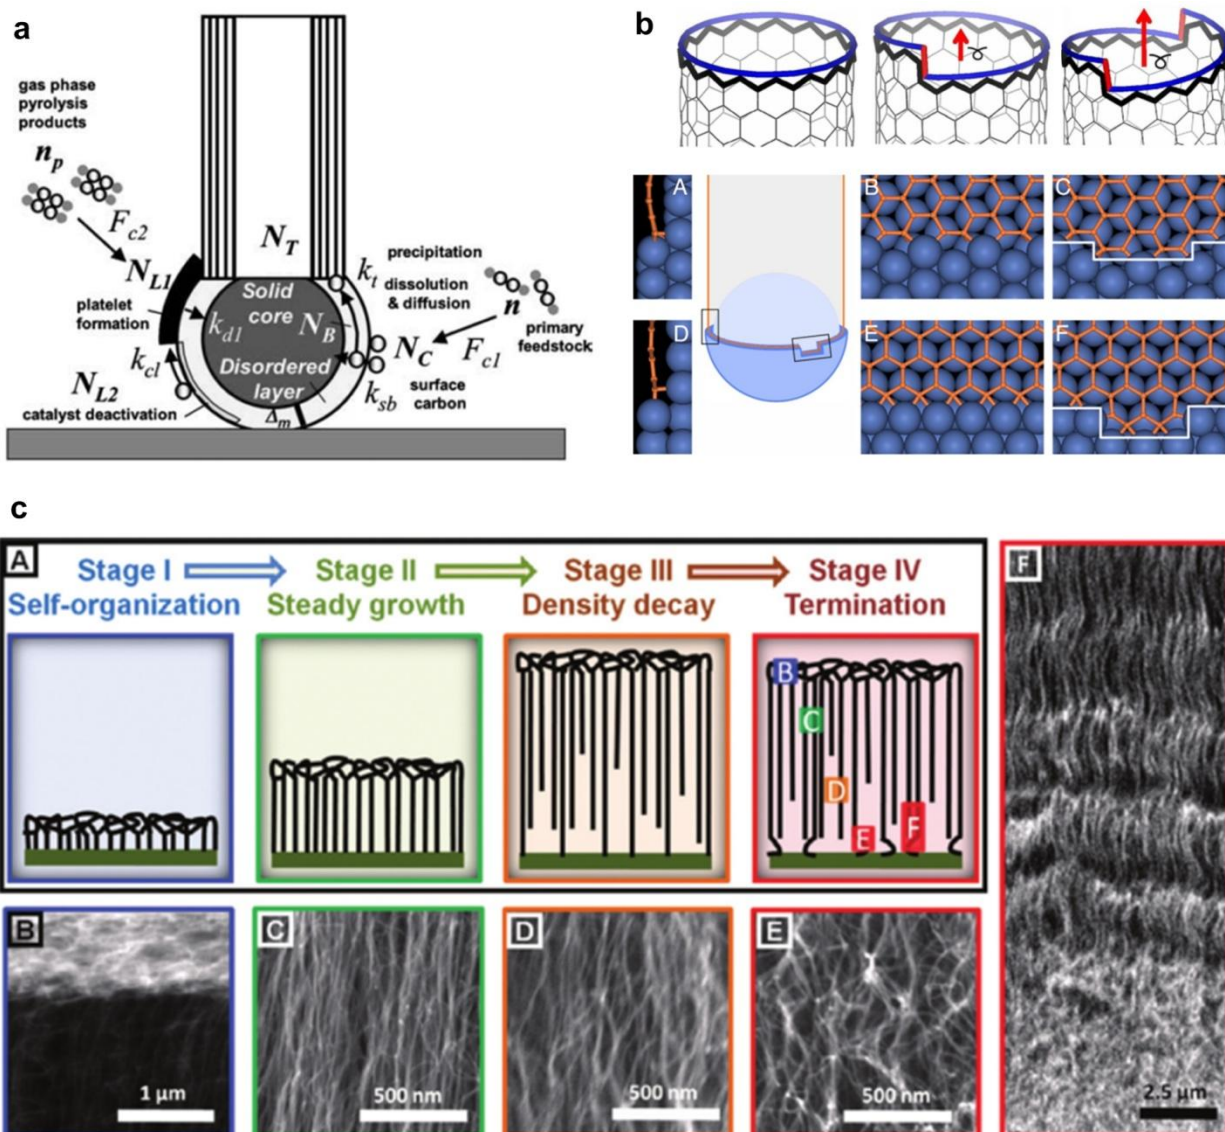 a
gas phase
pyrolysis
products
n_p
F_c2
N_T
N_L1
platelet
formation
k_cl
N_L2
catalyst deactivation
Solid
core
k_d1
N_B
Disordered
layer
Δ_m
k_t
precipitation
dissolution
& diffusion
N_C
k_sb
surface
carbon
n
F_c1
primary
feedstock
b
A
B
C
D
E
F
c
A
Stage I
Self-organization
Stage II
Steady growth
Stage III
Density decay
Stage IV
Termination
B
C
D
E
F
B
1 µm
C
500 nm
D
500 nm
E
500 nm
F
2.5 µm